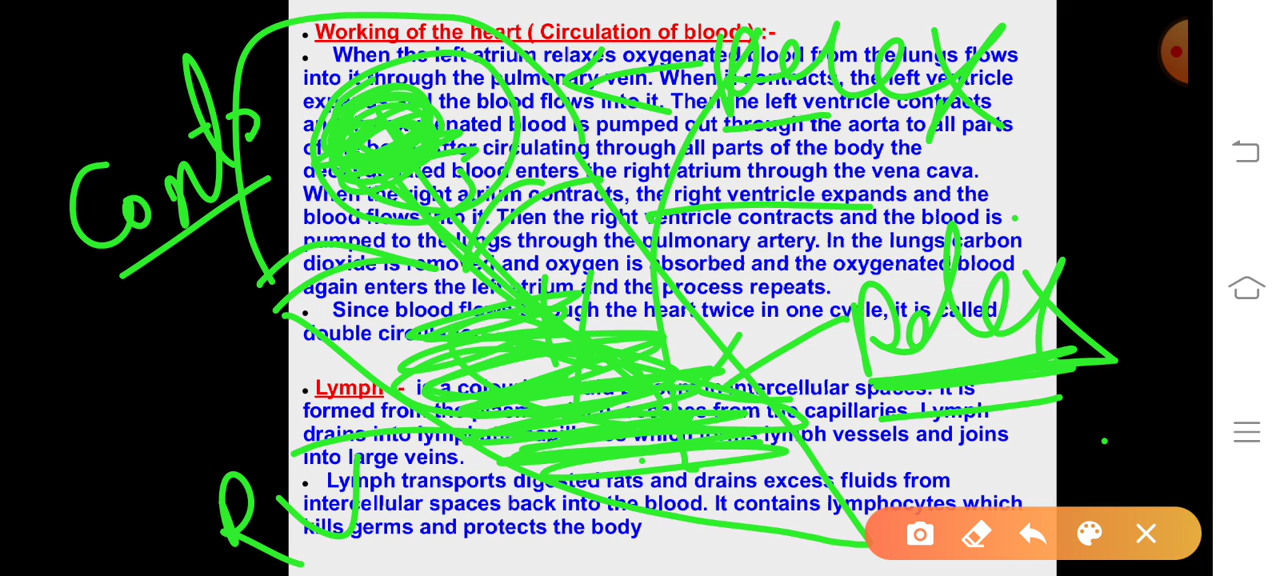 Working of the heart ( Circulation of blood ) :-
When the left atrium relaxes oxygenated blood from the lungs flows
into it through the pulmonary vein. When it contracts, the left ventricle
the blood flows into it. Then the left ventricle contracts
blood is pumped out through the aorta to all parts
circulating through all parts of the body the
blood enters the right atrium through the vena cava.
When the right atrium contracts, the right ventricle expands and the
blood flows into it. Then the right ventricle contracts and the blood is
pumped to the lungs through the pulmonary artery. In the lungs carbon
dioxide is removed and oxygen is absorbed and the oxygenated blood
again enters the left atrium and the process repeats.
Since blood flows through the heart twice in one cycle, it is called
double
Lymph :- is a intercellular spaces. It is
formed from the from the capillaries. Lymph
drains into which lymph vessels and joins
into large veins.
Lymph transports digested fats and drains excess fluids from
intercellular spaces back into the blood. It contains lymphocytes which
kills germs and protects the body
Relex
Relex
R